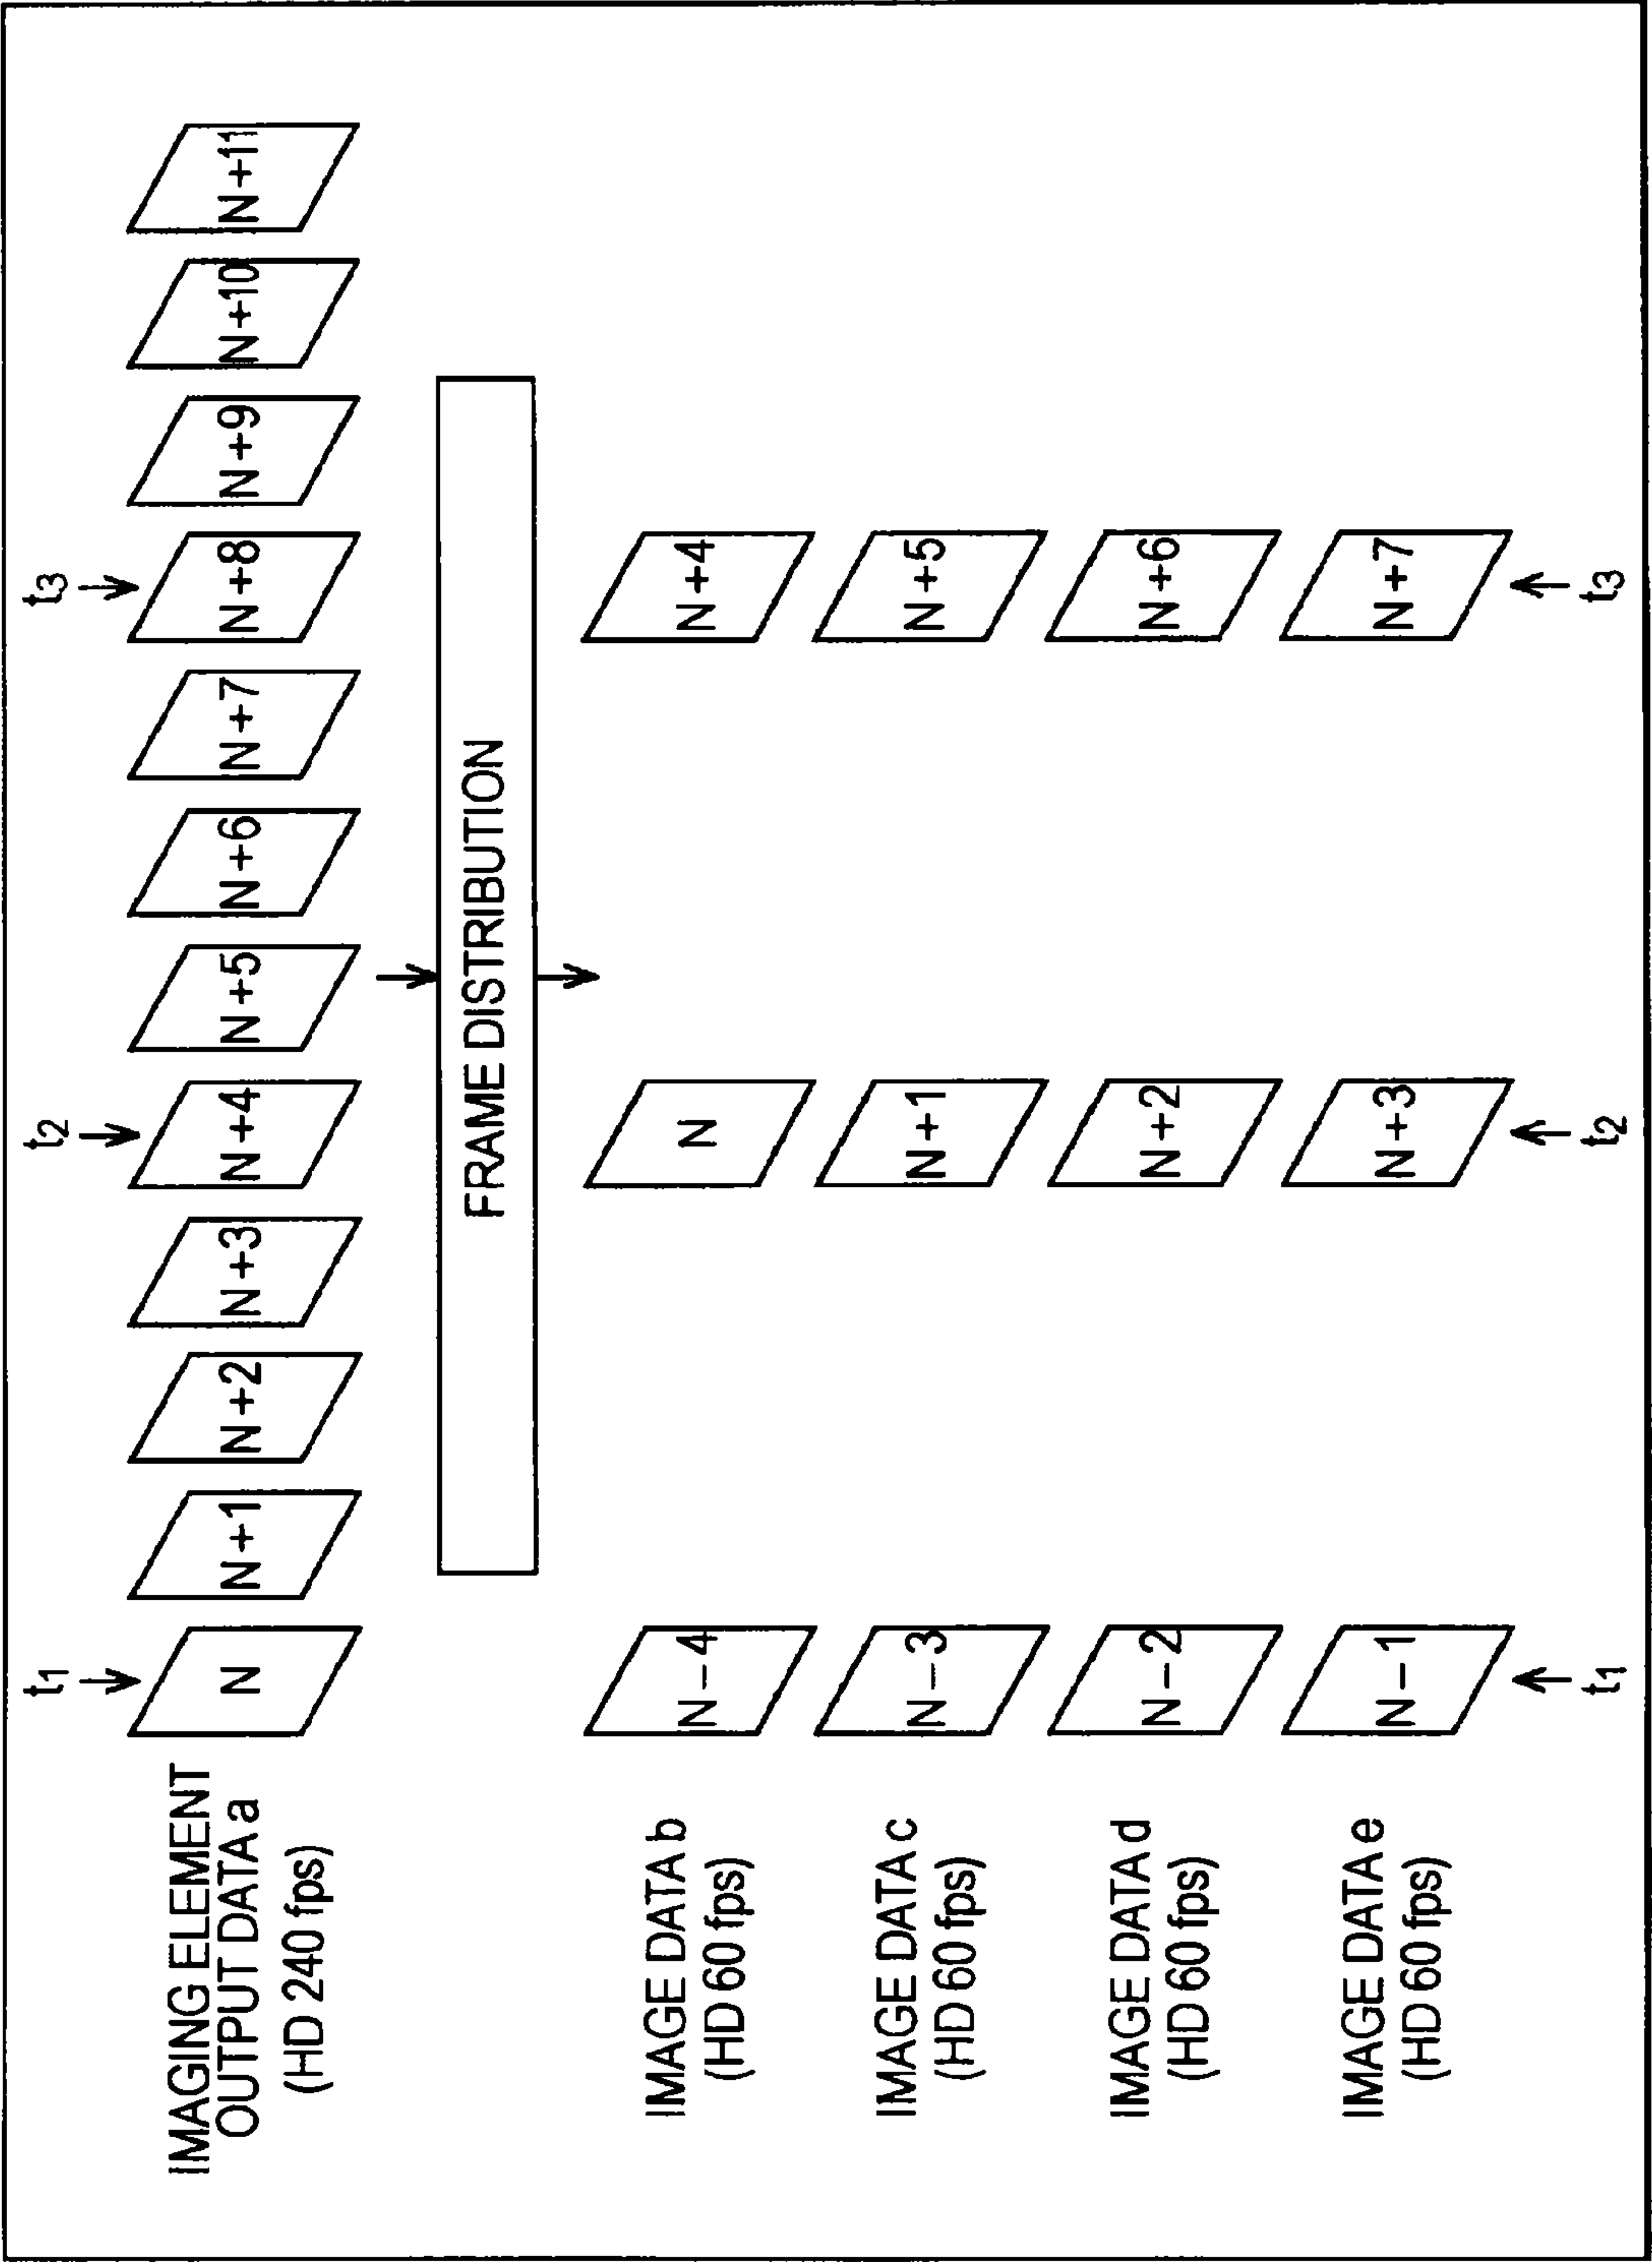 t1 t2 t3
IMAGING ELEMENT
OUTPUT DATA a
(HD 240 fps)
N N+1 N+2 N+3 N+4 N+5 N+6 N+7 N+8 N+9 N+10 N+11
FRAME DISTRIBUTION
IMAGE DATA b
(HD 60 fps)
N−4 N N+4
IMAGE DATA c
(HD 60 fps)
N−3 N+1 N+5
IMAGE DATA d
(HD 60 fps)
N−2 N+2 N+6
IMAGE DATA e
(HD 60 fps)
N−1 N+3 N+7
t1 t2 t3